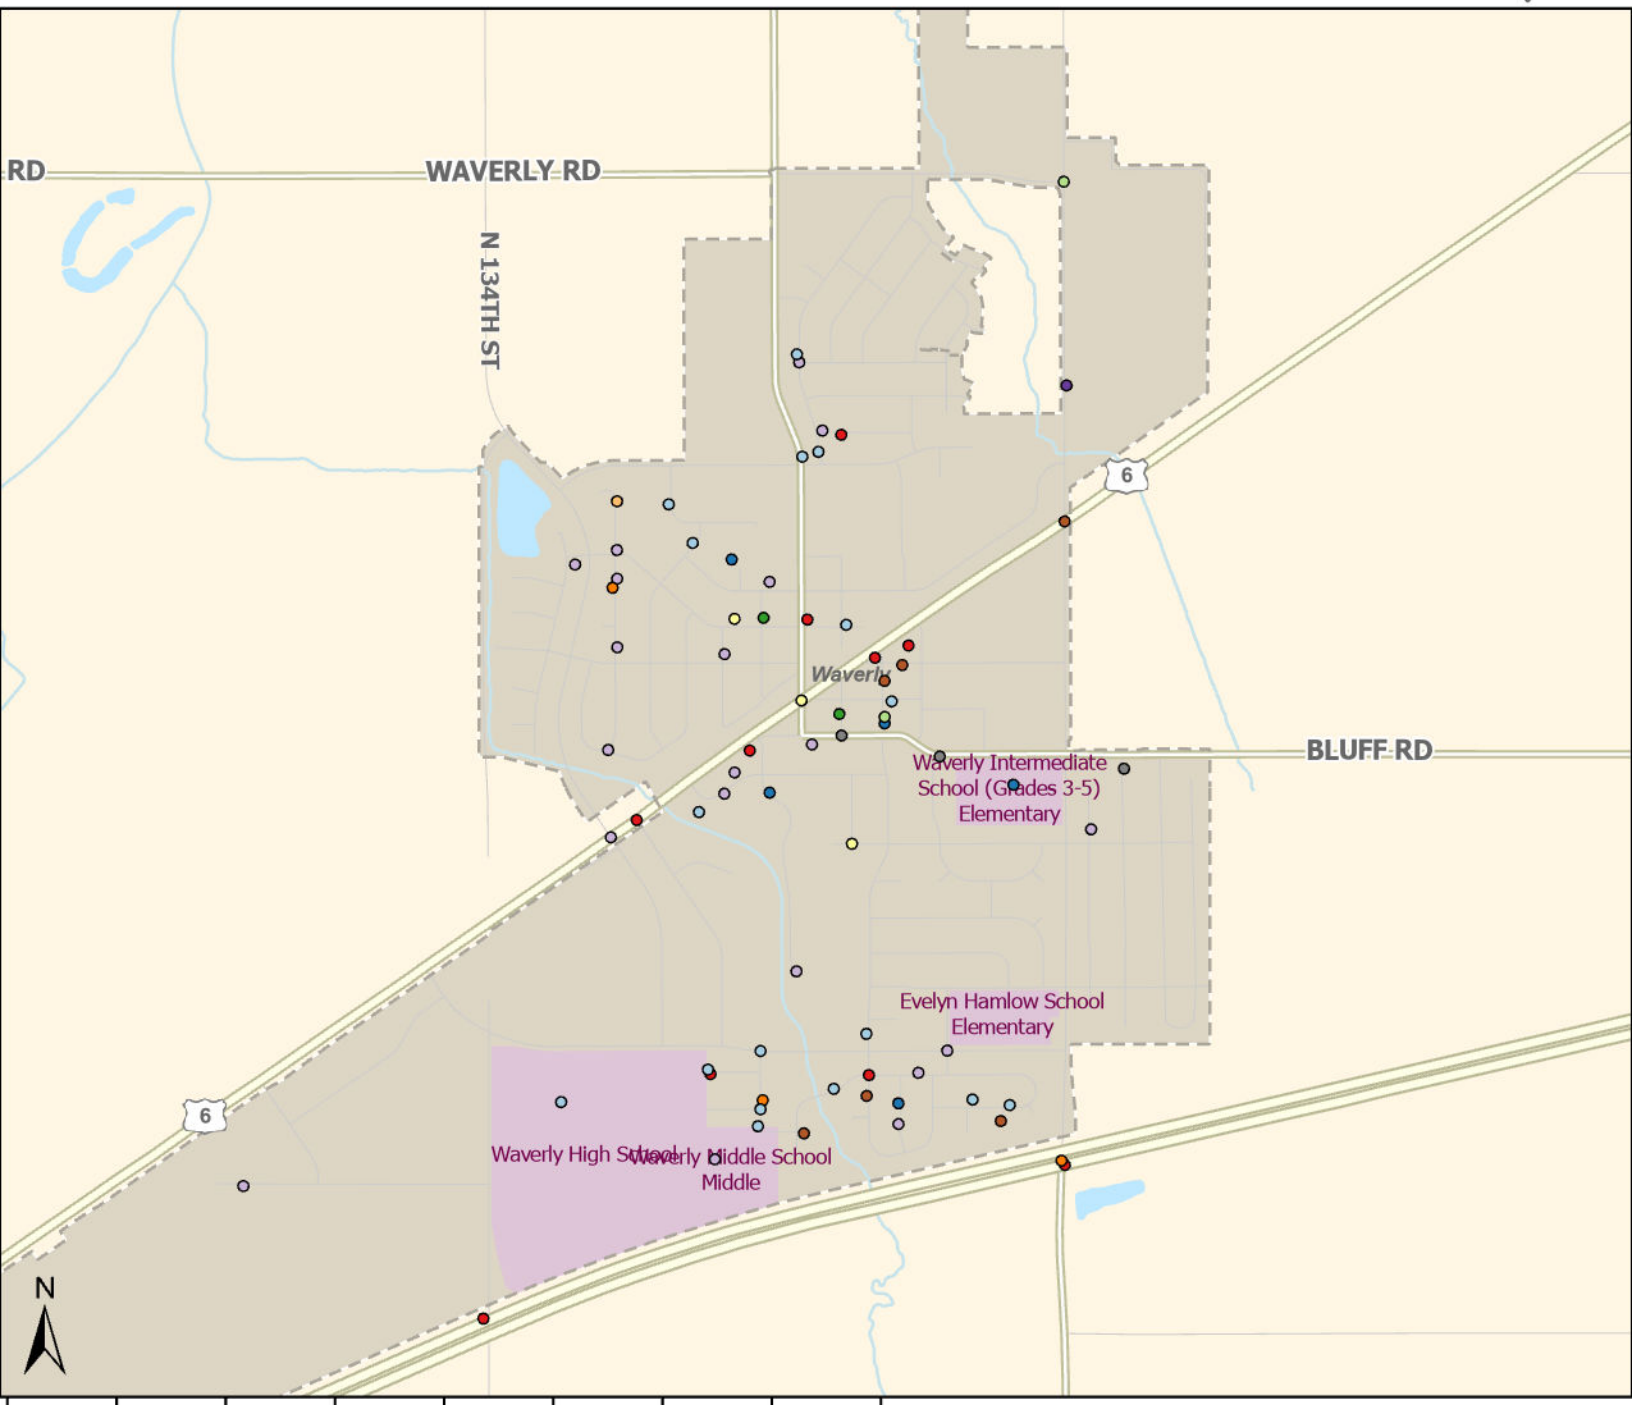 RD
WAVERLY RD
N 134TH ST
6
Waverly
BLUFF RD
Waverly Intermediate
School (Grades 3-5)
Elementary
Evelyn Hamlow School
Elementary
6
Waverly High School
Waverly Middle School
Middle
N